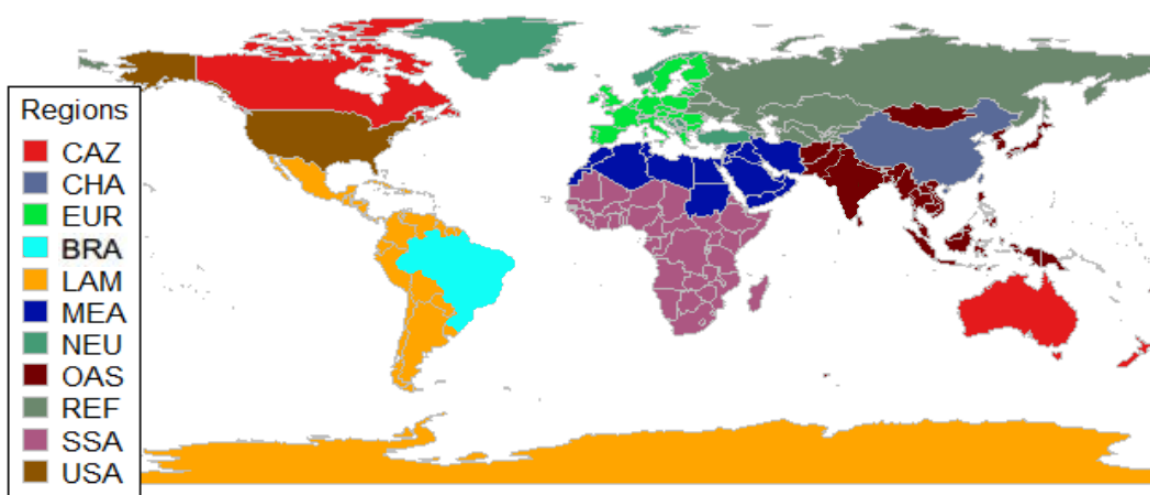 Regions
CAZ
CHA
EUR
BRA
LAM
MEA
NEU
OAS
REF
SSA
USA